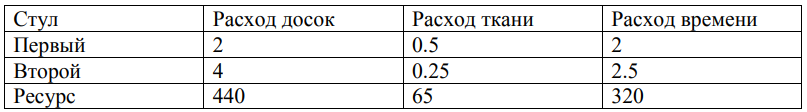 Стул Расход досок Расход ткани Расход времени
Первый 2 0.5 2
Второй 4 0.25 2.5
Ресурс 440 65 320